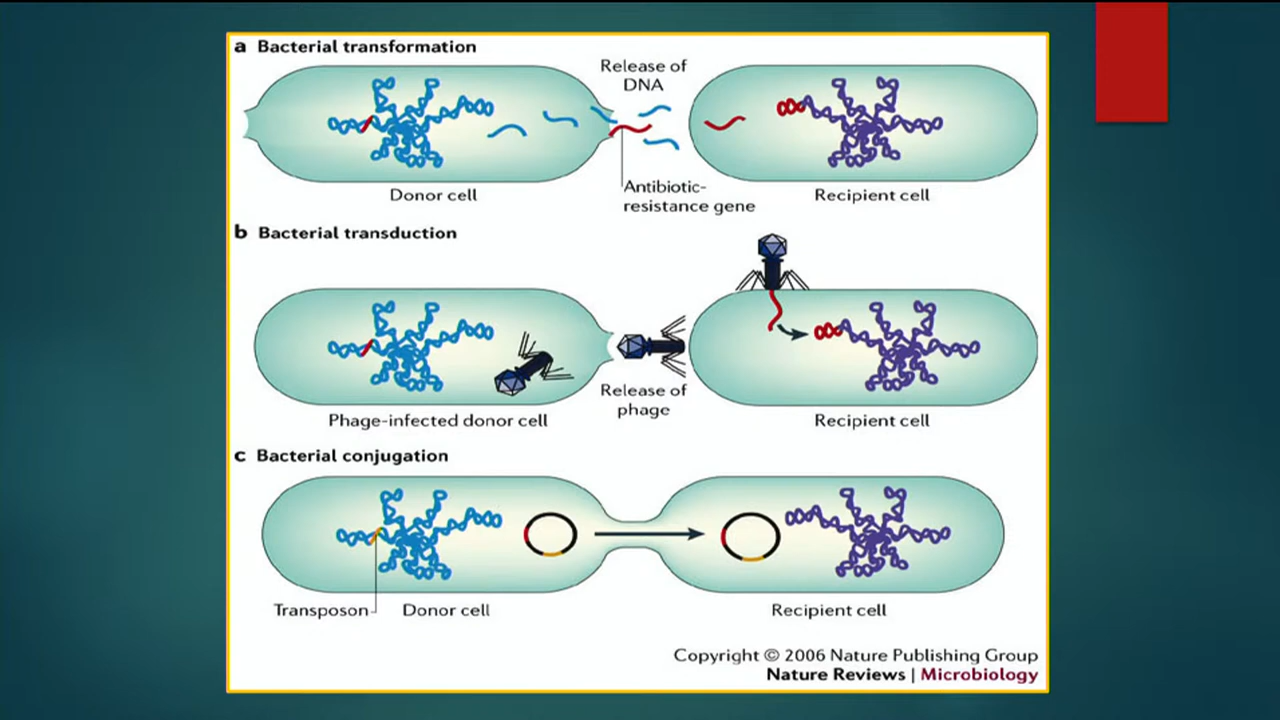 a Bacterial transformation
Release of
DNA
Donor cell
Antibiotic-
resistance gene
Recipient cell
b Bacterial transduction
Phage-infected donor cell
Release of
phage
Recipient cell
c Bacterial conjugation
Transposon
Donor cell
Recipient cell
Copyright © 2006 Nature Publishing Group
Nature Reviews | Microbiology